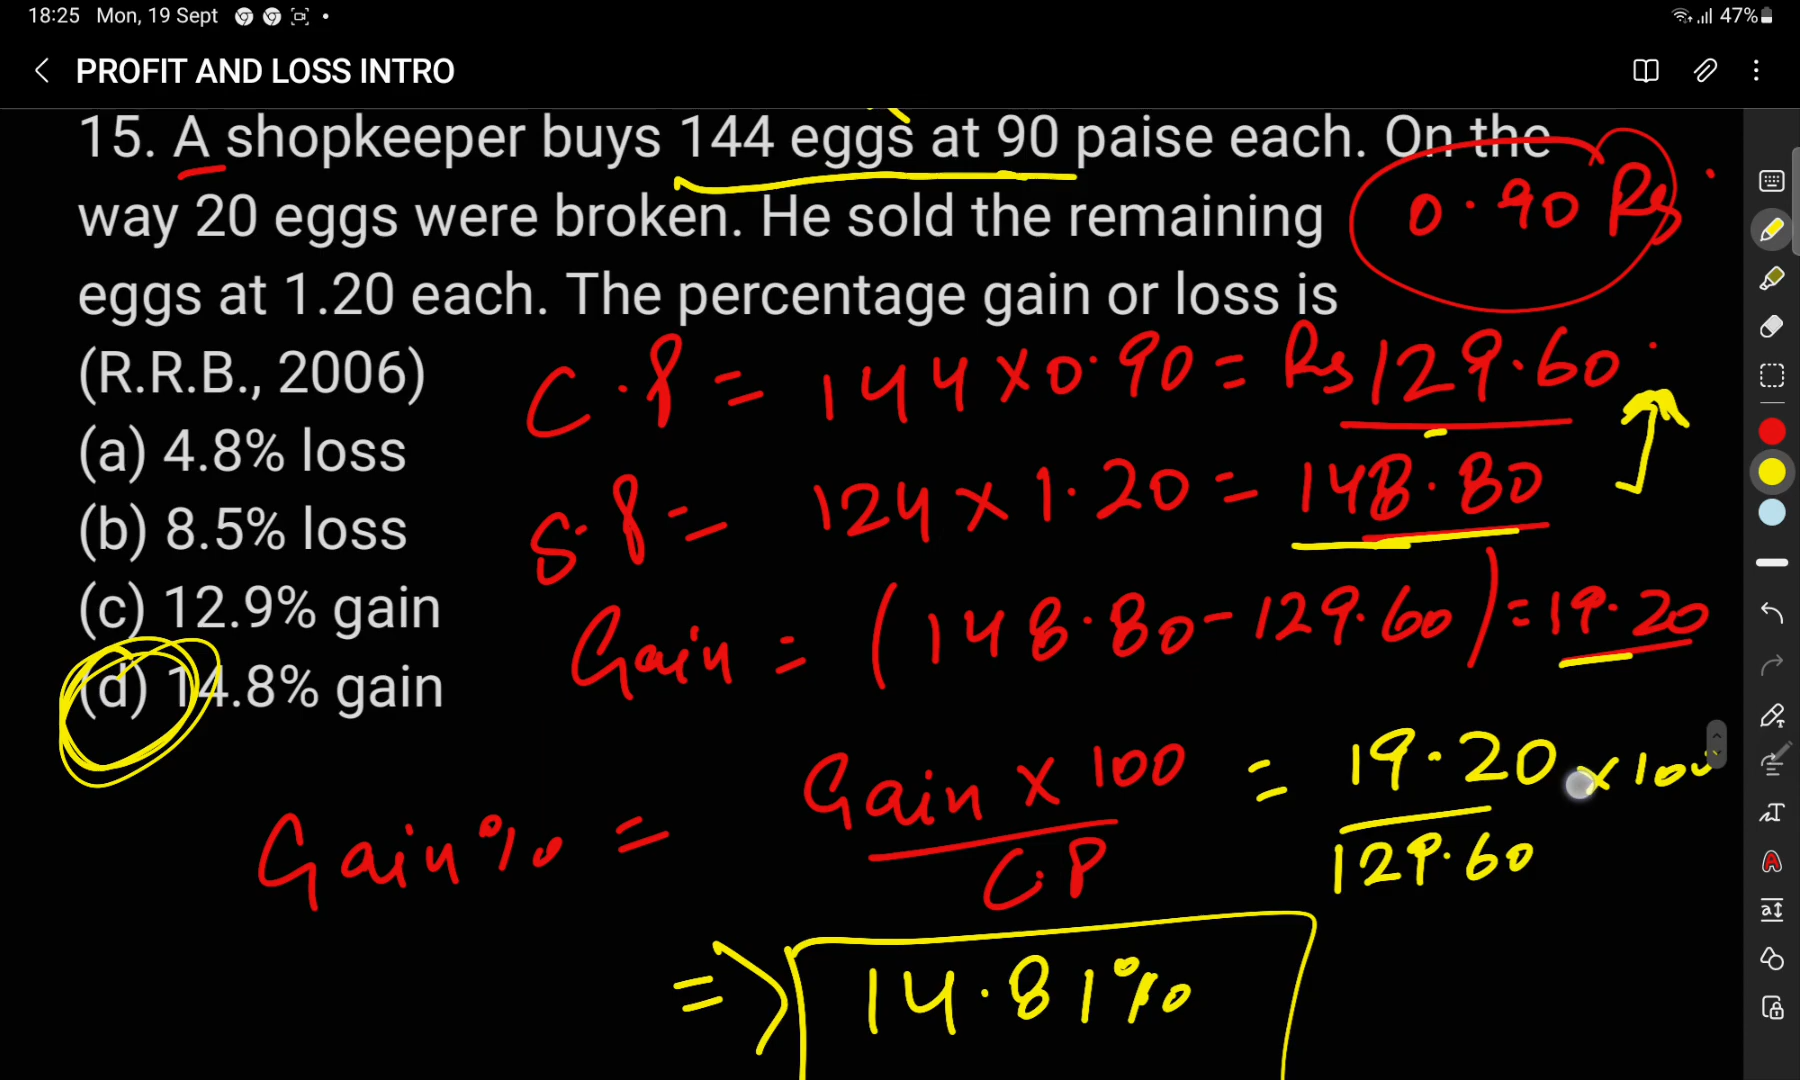 18:25 Mon, 19 Sept 47%
PROFIT AND LOSS INTRO
15. A shopkeeper buys 144 eggs at 90 paise each. On the
way 20 eggs were broken. He sold the remaining
0.90 Rs
eggs at 1.20 each. The percentage gain or loss is
(R.R.B., 2006)
C.P = 144 x 0.90 = Rs 129.60
(a) 4.8% loss
S.P = 124 x 1.20 = 148.80
(b) 8.5% loss
(c) 12.9% gain
Gain = (148.80 - 129.60) = 19.20
(d) 14.8% gain
Gain% = Gain x 100 / C.P = 19.20 / 129.60 x 100
=> 14.81%